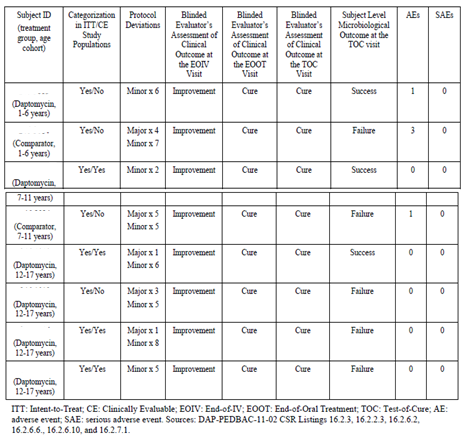 Subject ID (treatment group, age cohort) Categorization in ITT/CE Study Populations Protocol Deviations Blinded Evaluator's Assessment of Clinical Outcome at the EOIV Visit Blinded Evaluator's Assessment of Clinical Outcome at the EOOT Visit Blinded Evaluator's Assessment of Clinical Outcome at the TOC Visit Subject Level Microbiological Outcome at the TOC visit AEs SAEs
(Daptomycin, 1-6 years) Yes/No Minor x 6 Improvement Cure Cure Success 1 0
(Comparator, 1-6 years) Yes/No Major x 4 Minor x 7 Improvement Cure Cure Failure 3 0
(Daptomycin, Yes/Yes Minor x 2 Improvement Cure Cure Success 0 0
7-11 years)
(Comparator, 7-11 years) Yes/No Major x 5 Minor x 5 Improvement Cure Cure Failure 1 0
(Daptomycin, 12-17 years) Yes/Yes Major x 1 Minor x 6 Improvement Cure Cure Success 0 0
(Daptomycin, 12-17 years) Yes/No Major x 3 Minor x 5 Improvement Cure Cure Failure 0 0
(Daptomycin, 12-17 years) Yes/Yes Major x 1 Minor x 8 Improvement Cure Cure Failure 0 0
(Daptomycin, 12-17 years) Yes/Yes Minor x 5 Improvement Cure Cure Failure 0 0
ITT: Intent-to-Treat; CE: Clinically Evaluable; EOIV: End-of-IV; EOOT: End-of-Oral Treatment; TOC: Test-of-Cure; AE:
adverse event; SAE: serious adverse event. Sources: DAP-PEDBAC-11-02 CSR Listings 16.2.3, 16.2.2.3, 16.2.6.2,
16.2.6.6., 16.2.6.10, and 16.2.7.1.